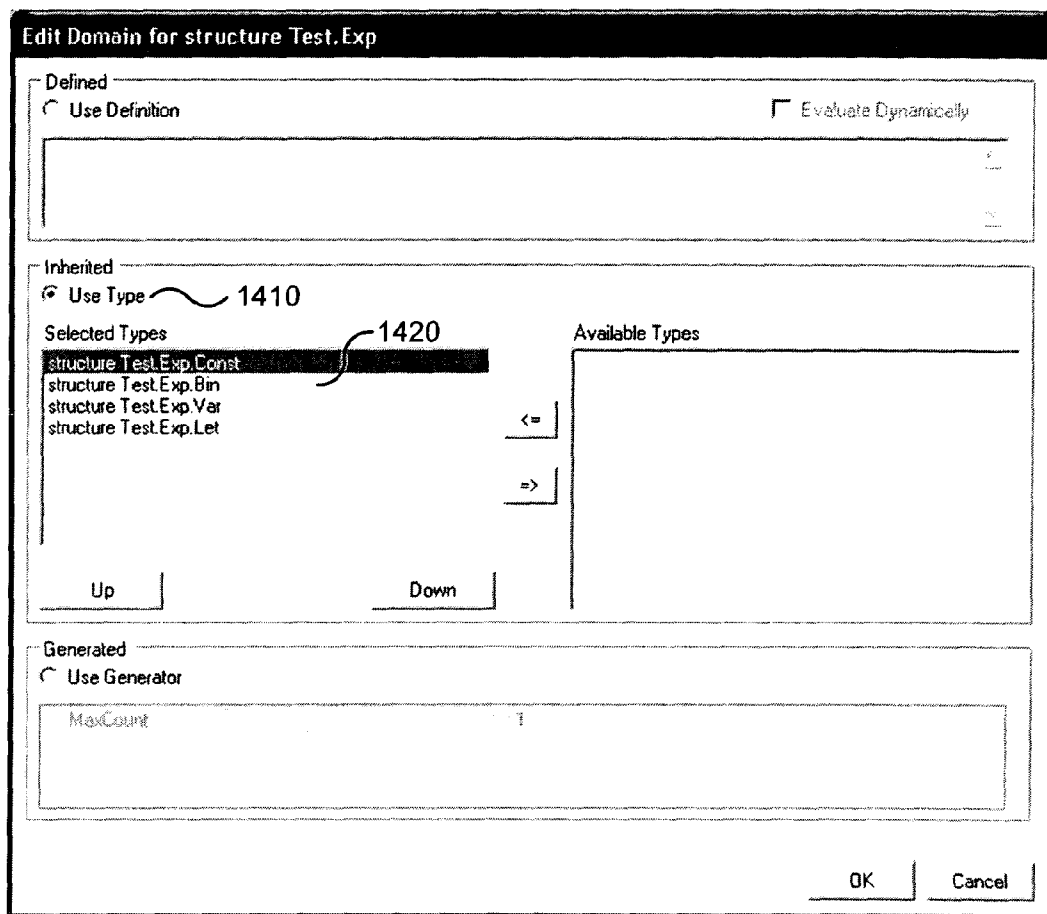 Edit Domain for structure Test.Exp
Defined
Use Definition
Evaluate Dynamically
Inherited
Use Type
1410
Selected Types
1420
Available Types
structure Test.Exp.Const
structure Test.Exp.Bin
structure Test.Exp.Var
structure Test.Exp.Let
<=
=>
Up
Down
Generated
Use Generator
MaxCount 1
OK
Cancel